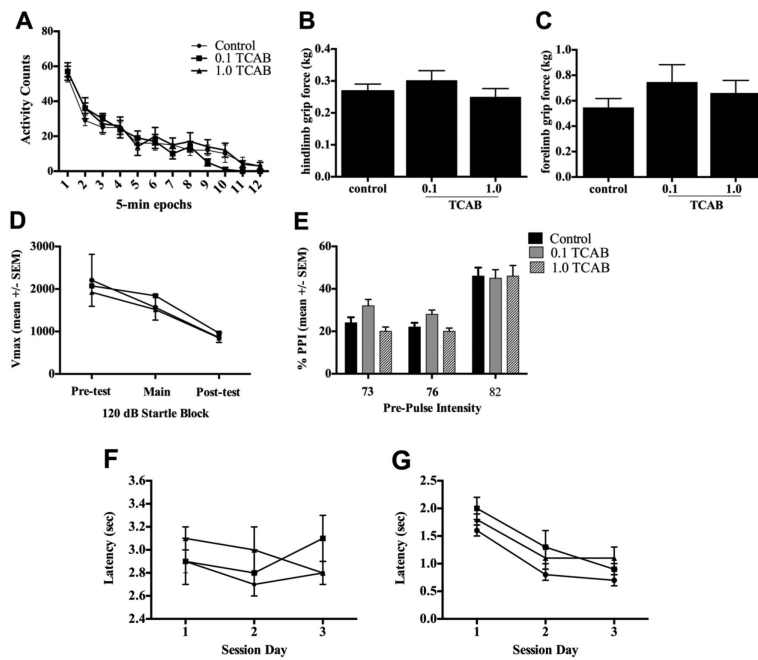 A
Activity Counts
60
40
20
0
1 2 3 4 5 6 7 8 9 10 11 12
5-min epochs
Control
0.1 TCAB
1.0 TCAB
B
hindlimb grip force (kg)
0.4
0.3
0.2
0.1
0.0
control 0.1 1.0
TCAB
C
forelimb grip force (kg)
1.0
0.8
0.6
0.4
0.2
0.0
control 0.1 1.0
TCAB
D
Vmax (mean +/- SEM)
3000
2000
1000
0
Pre-test Main Post-test
120 dB Startle Block
E
% PPI (mean +/- SEM)
60
40
20
0
73 76 82
Pre-Pulse Intensity
Control
0.1 TCAB
1.0 TCAB
F
Latency (sec)
3.6
3.4
3.2
3.0
2.8
2.6
2.4
1 2 3
Session Day
G
Latency (sec)
2.5
2.0
1.5
1.0
0.5
0.0
1 2 3
Session Day